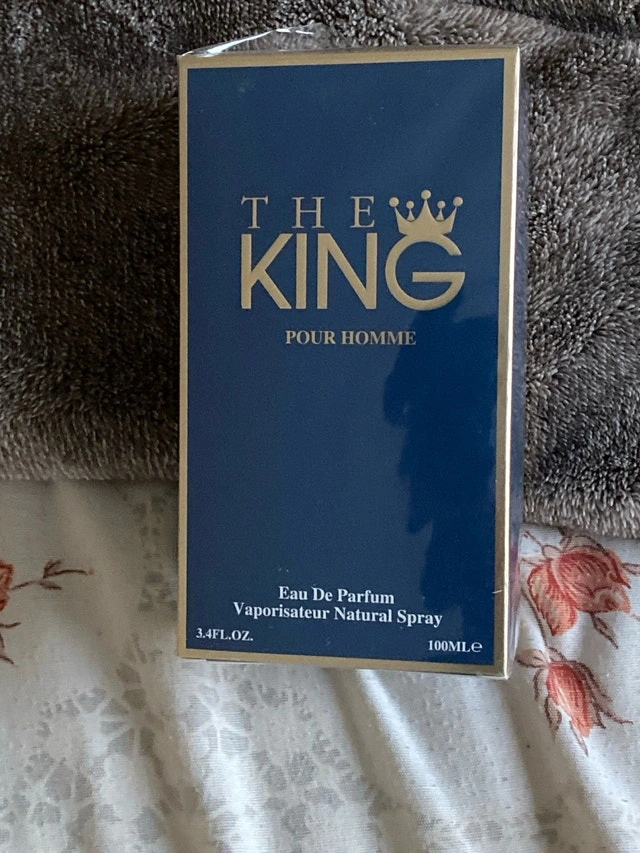 THE
KING
POUR HOMME
Eau De Parfum
Vaporisateur Natural Spray
3.4FL.OZ.
100ML℮